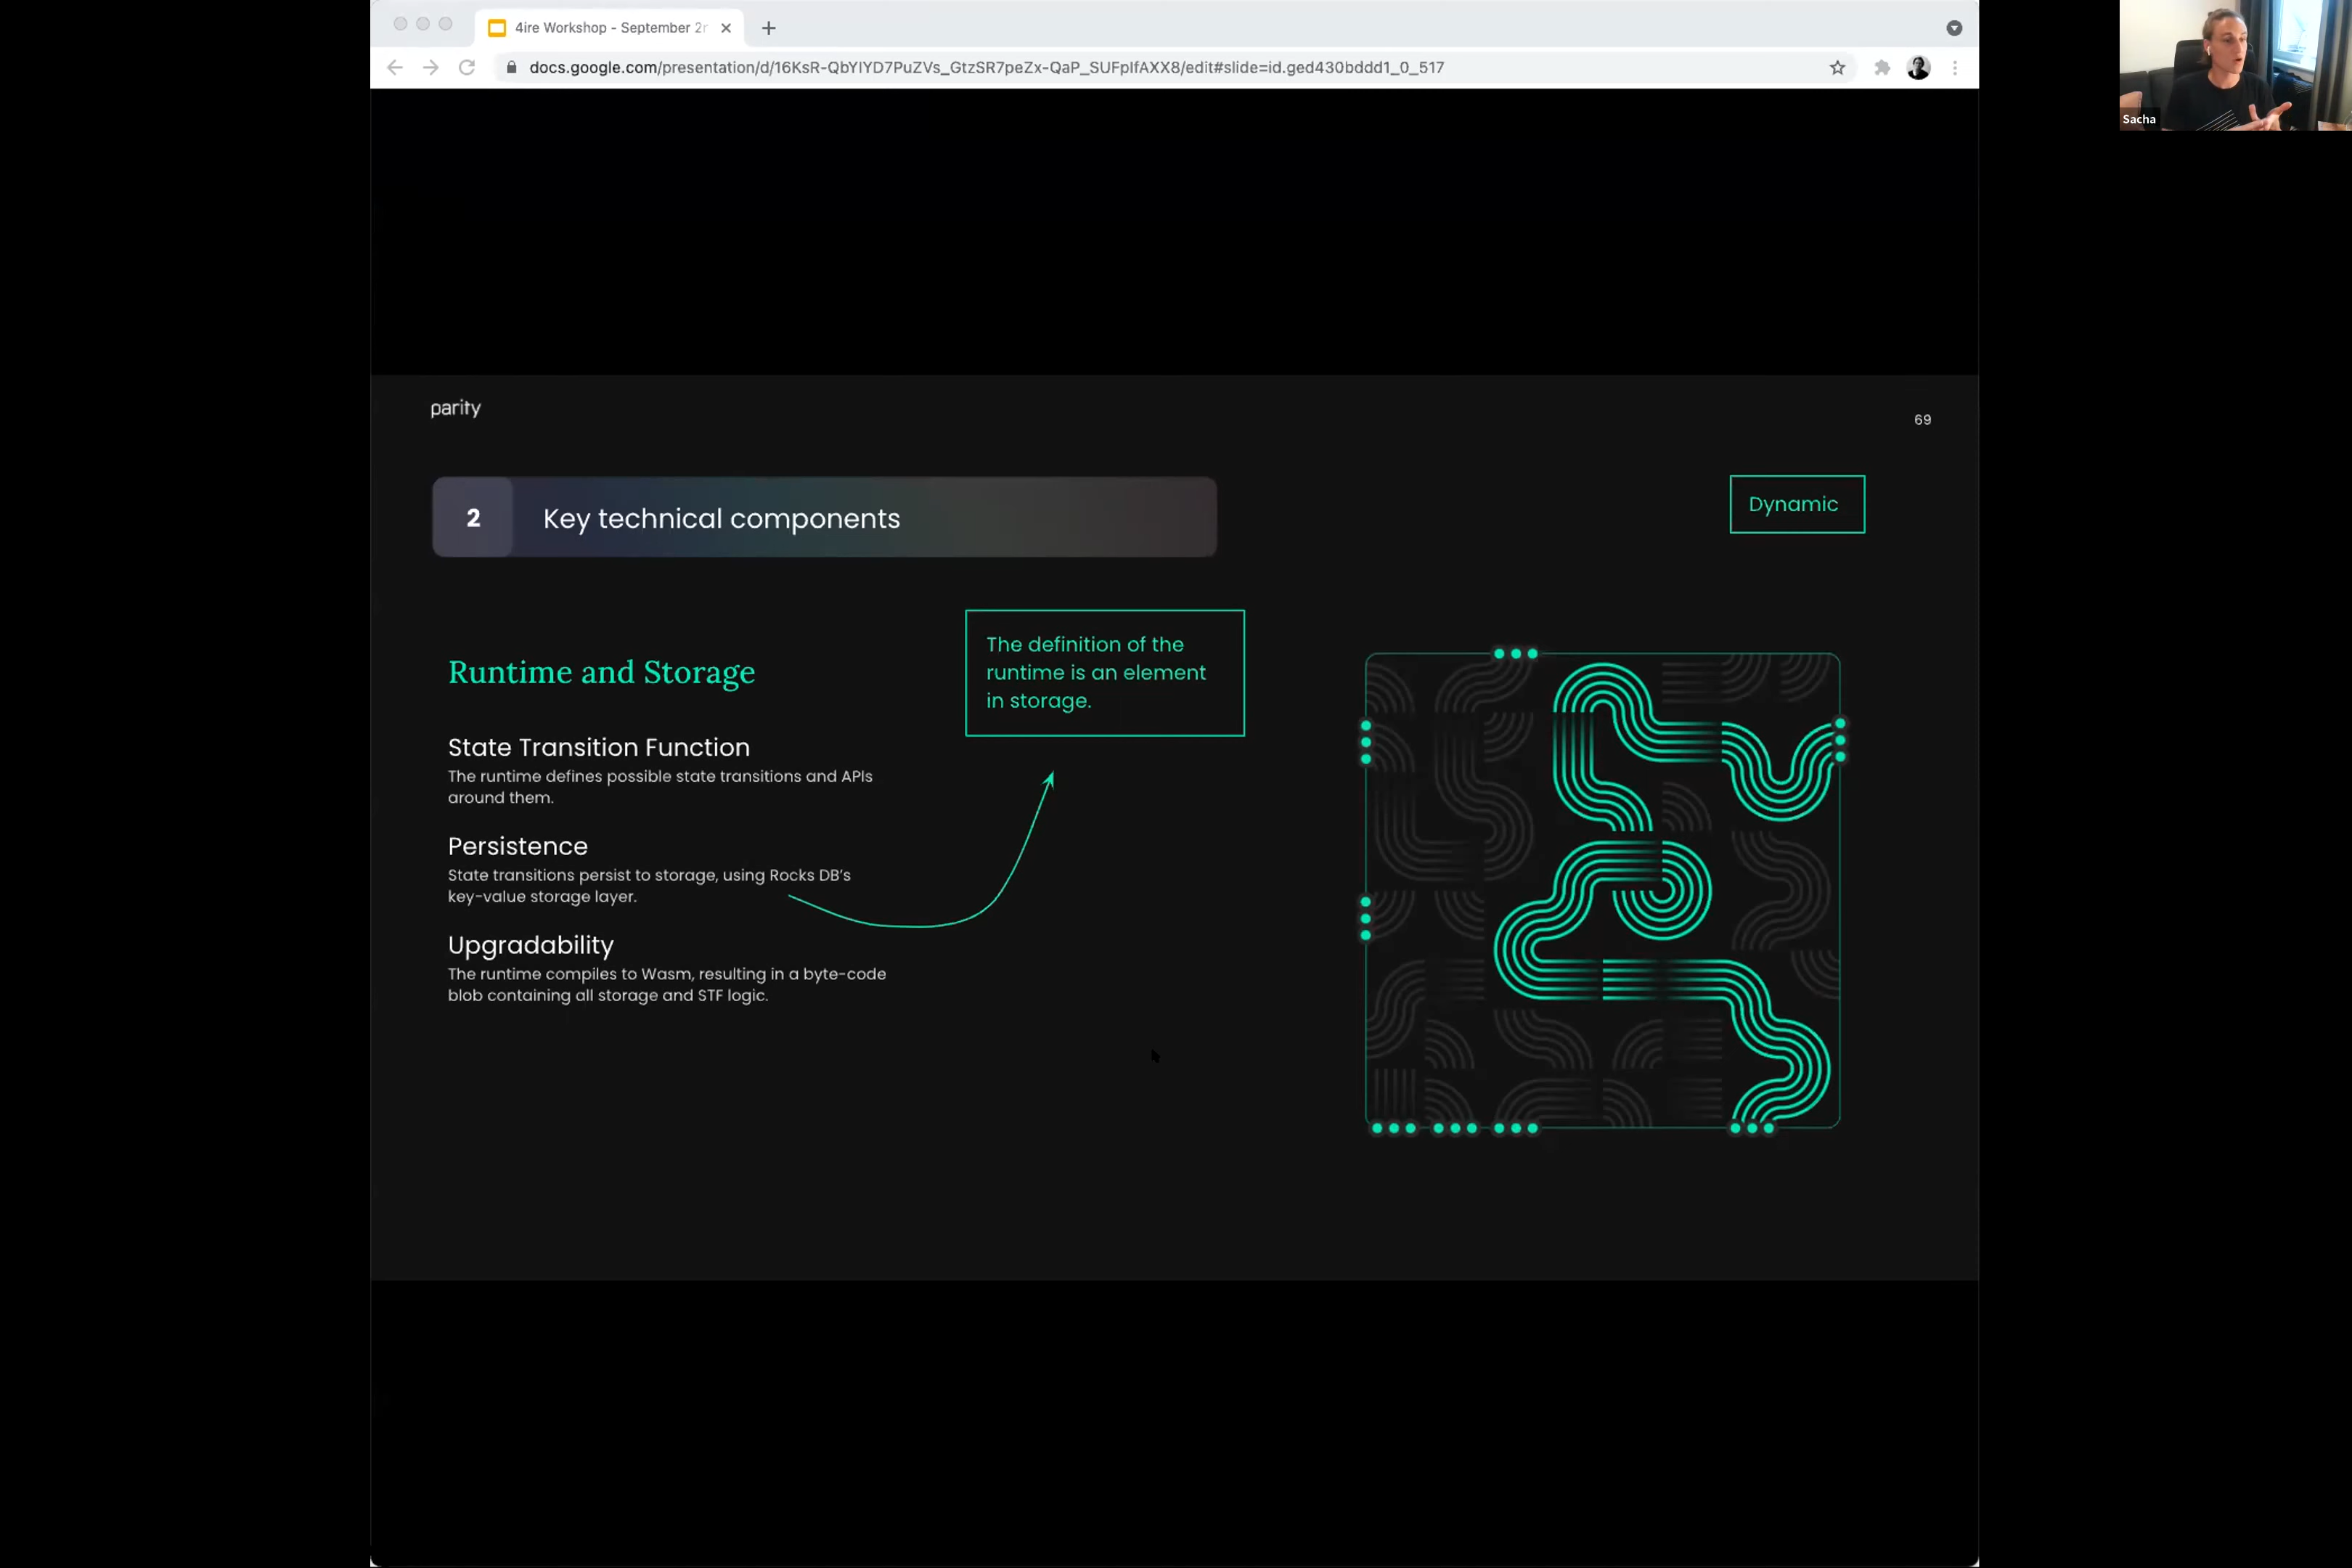 4ire Workshop - September 2
docs.google.com/presentation/d/16KsR-QbYIYD7PuZVs_GtzSR7peZx-QaP_SUFpIfAXX8/edit#slide=id.ged430bddd1_0_517
Sacha
parity
69
2 Key technical components
Dynamic
The definition of the
runtime is an element
in storage.
Runtime and Storage
State Transition Function
The runtime defines possible state transitions and APIs
around them.
Persistence
State transitions persist to storage, using Rocks DB's
key-value storage layer.
Upgradability
The runtime compiles to Wasm, resulting in a byte-code
blob containing all storage and STF logic.